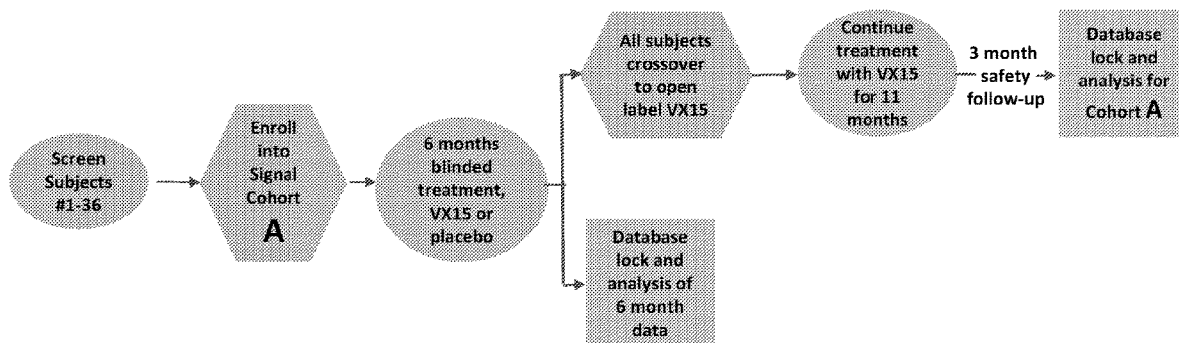 Screen
Subjects
#1-36
Enroll
into
Signal
Cohort
A
6 months
blinded
treatment,
VX15 or
placebo
All subjects
crossover
to open
label VX15
Continue
treatment
with VX15
for 11
months
3 month
safety
follow-up
Database
lock and
analysis for
Cohort A
Database
lock and
analysis of
6 month
data